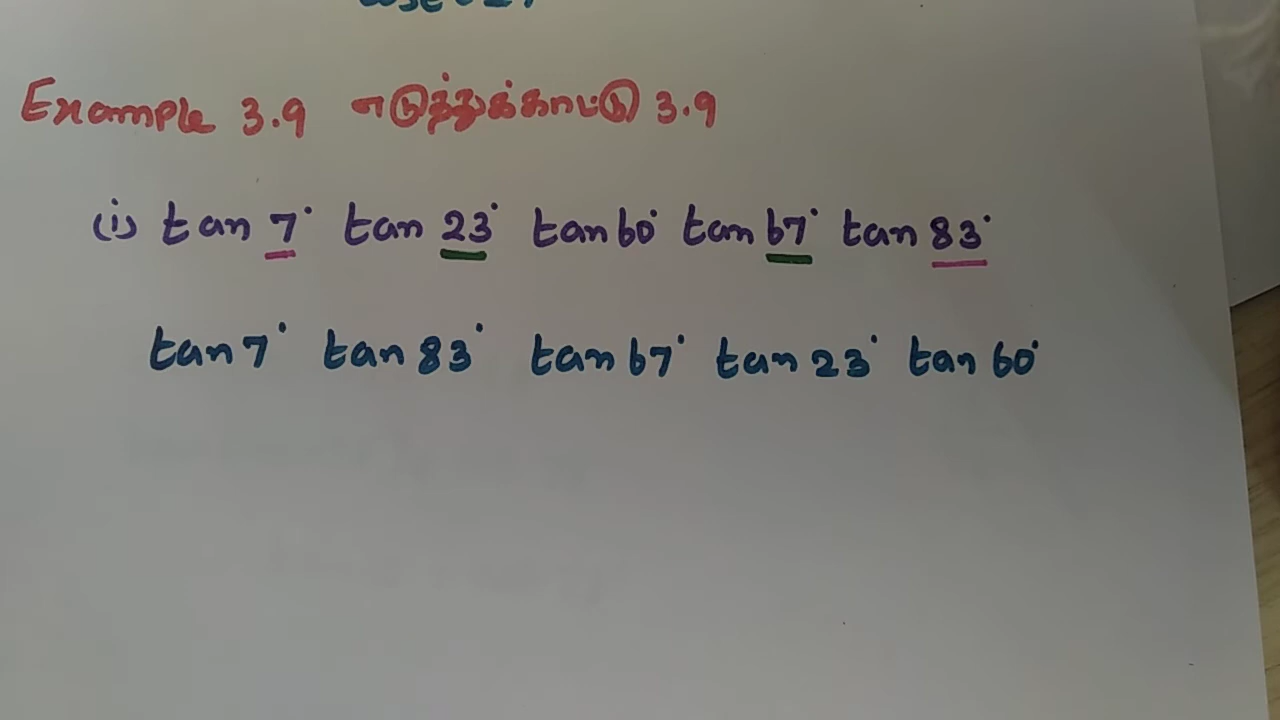 Example 3.9 எடுத்துக்காட்டு 3.9
(i) tan 7° tan 23° tan 60° tan 67° tan 83°
tan 7° tan 83° tan 67° tan 23° tan 60°